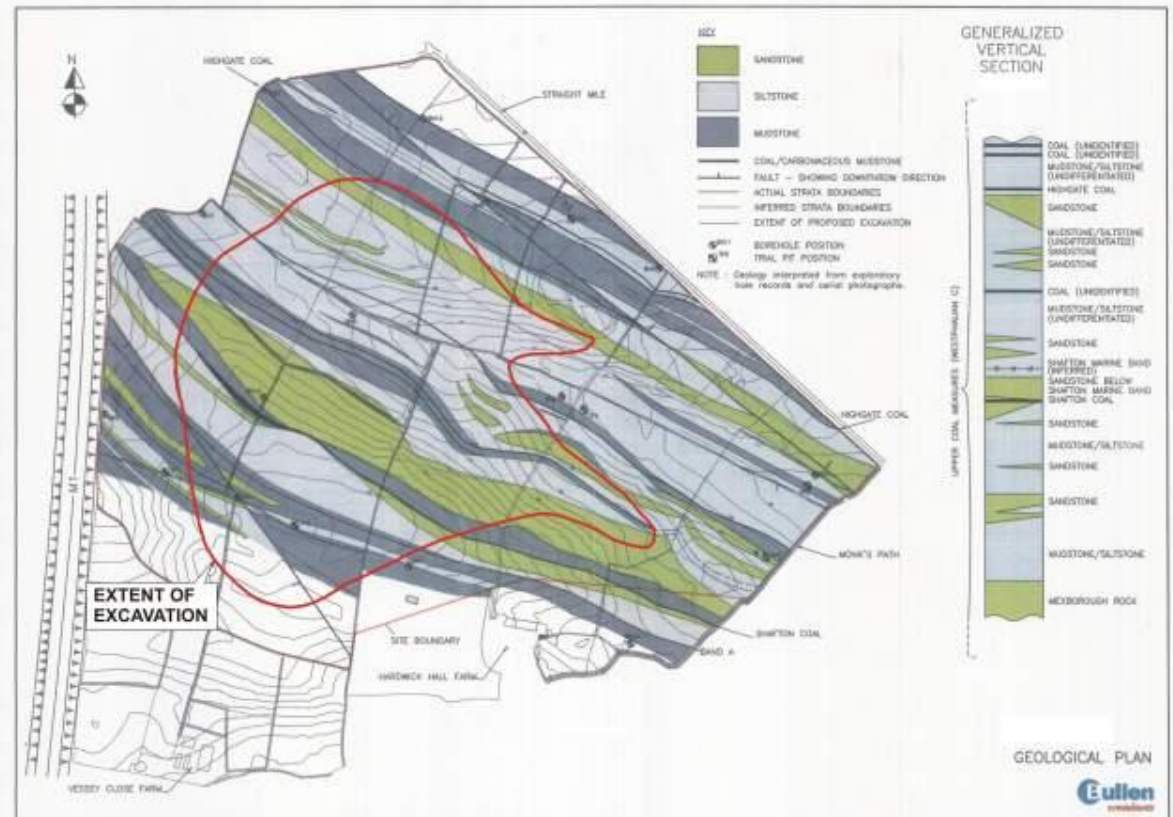 N
HIGHGATE COAL
STRAIGHT MILE
KEY
SANDSTONE
SILTSTONE
MUDSTONE
COAL/CARBONACEOUS MUDSTONE
FAULT - SHOWING DOWNTHROW DIRECTION
ACTUAL STRATA BOUNDARIES
INFERRED STRATA BOUNDARIES
EXTENT OF PROPOSED EXCAVATION
BOREHOLE POSITION
TRIAL PIT POSITION
NOTE : Geology interpreted from exploratory
hole records and aerial photographs.
GENERALIZED
VERTICAL
SECTION
COAL (UNIDENTIFIED)
COAL (UNIDENTIFIED)
MUDSTONE/SILTSTONE
(UNDIFFERENTIATED)
HIGHGATE COAL
SANDSTONE
MUDSTONE/SILTSTONE
(UNDIFFERENTIATED)
SANDSTONE
SANDSTONE
COAL (UNIDENTIFIED)
MUDSTONE/SILTSTONE
(UNDIFFERENTIATED)
SANDSTONE
SHAFTON MARINE BAND
(INFERRED)
SANDSTONE BELOW
SHAFTON MARINE BAND
SHAFTON COAL
SANDSTONE
MUDSTONE/SILTSTONE
SANDSTONE
SANDSTONE
MUDSTONE/SILTSTONE
MEXBOROUGH ROCK
UPPER COAL MEASURES (WESTPHALIAN C)
M1
HIGHGATE COAL
MONK'S PATH
SHAFTON COAL
BAND A
EXTENT OF
EXCAVATION
SITE BOUNDARY
HARDWICK HALL FARM
VESSEY CLOSE FARM
GEOLOGICAL PLAN
Bullen
consultants